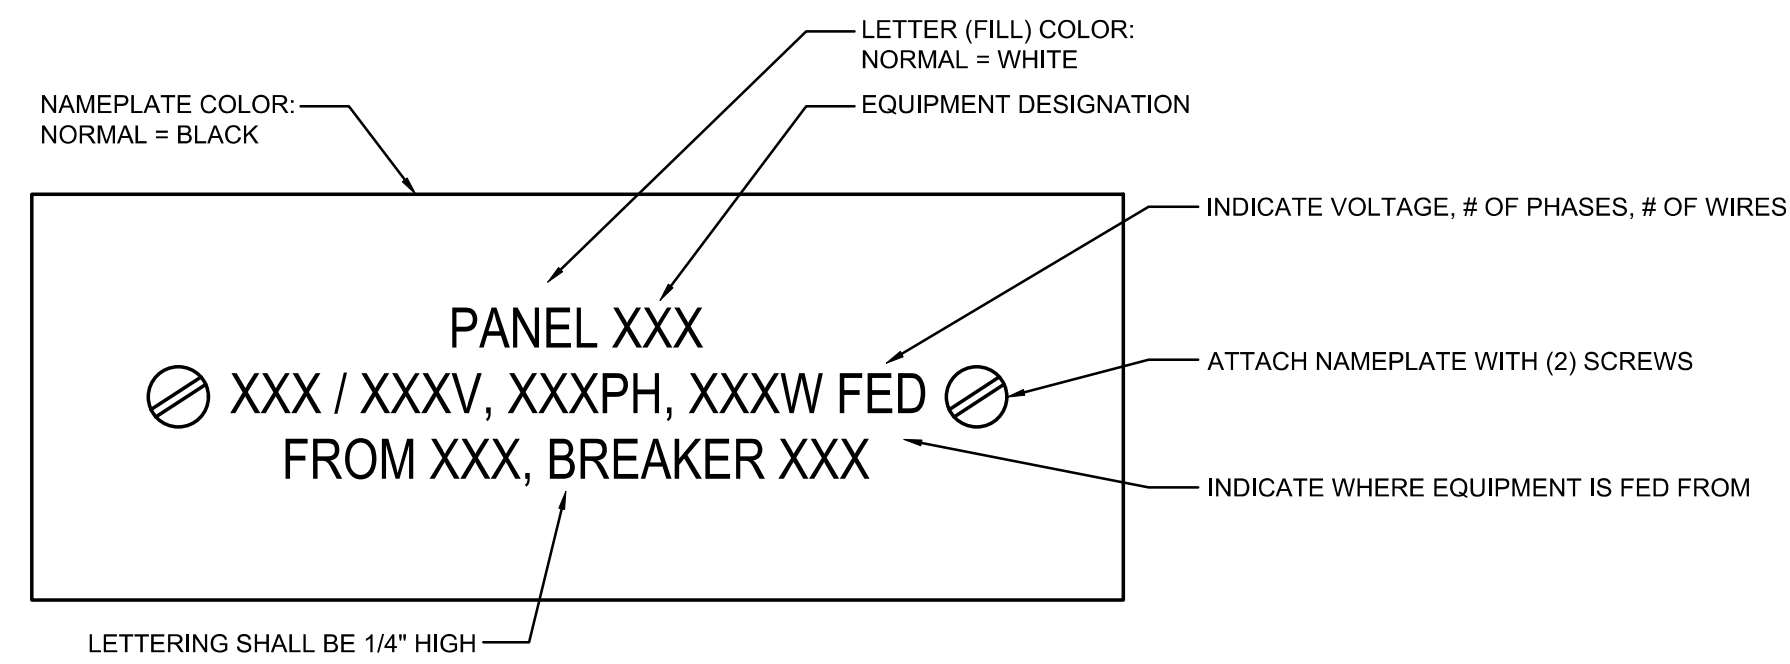 LETTER (FILL) COLOR:
NORMAL = WHITE
NAMEPLATE COLOR:
NORMAL = BLACK
EQUIPMENT DESIGNATION
INDICATE VOLTAGE, # OF PHASES, # OF WIRES
PANEL XXX
XXX / XXXV, XXXPH, XXXW FED
FROM XXX, BREAKER XXX
ATTACH NAMEPLATE WITH (2) SCREWS
INDICATE WHERE EQUIPMENT IS FED FROM
LETTERING SHALL BE 1/4" HIGH